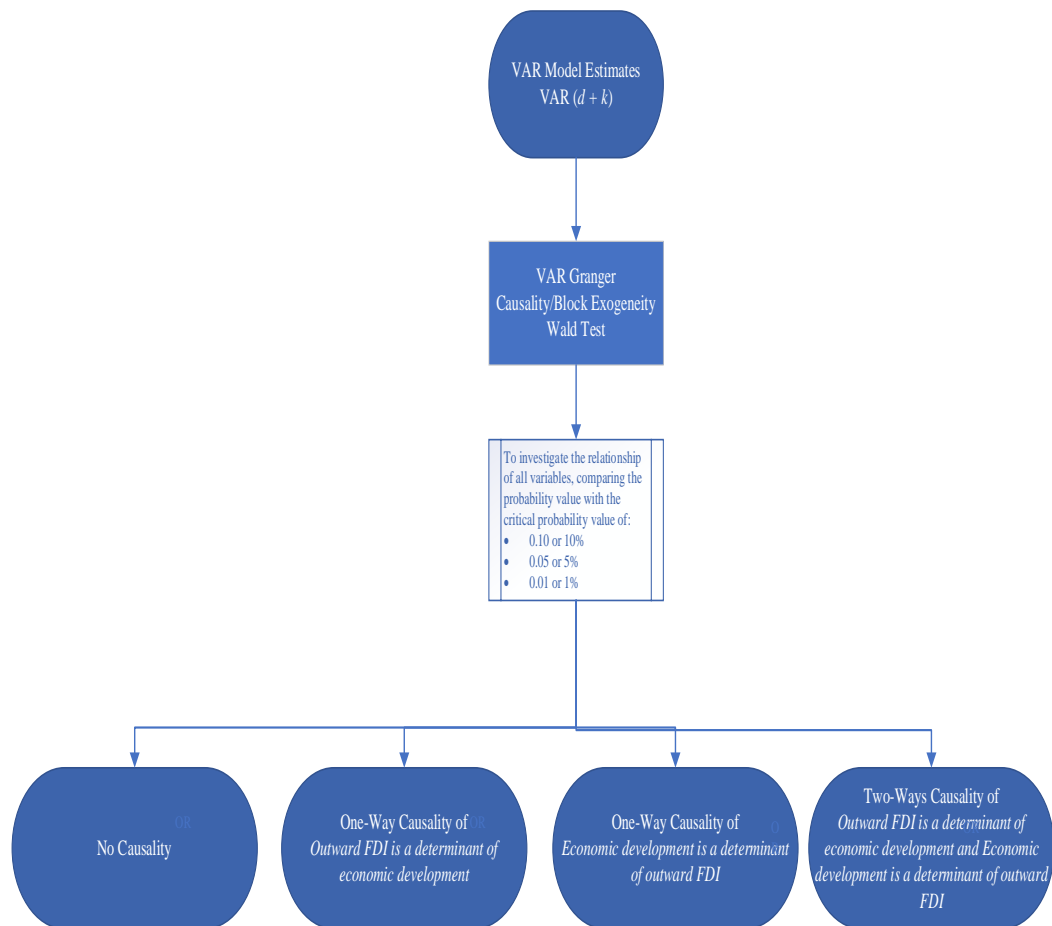 VAR Model Estimates
VAR (d + k)
VAR Granger
Causality/Block Exogeneity
Wald Test
To investigate the relationship
of all variables, comparing the
probability value with the
critical probability value of:
• 0.10 or 10%
• 0.05 or 5%
• 0.01 or 1%
OR
No Causality
One-Way Causality of OR
Outward FDI is a determinant of
economic development
One-Way Causality of
Economic development is a determinant
of outward FDI
Two-Ways Causality of
Outward FDI is a determinant of
economic development and Economic
development is a determinant of outward
FDI